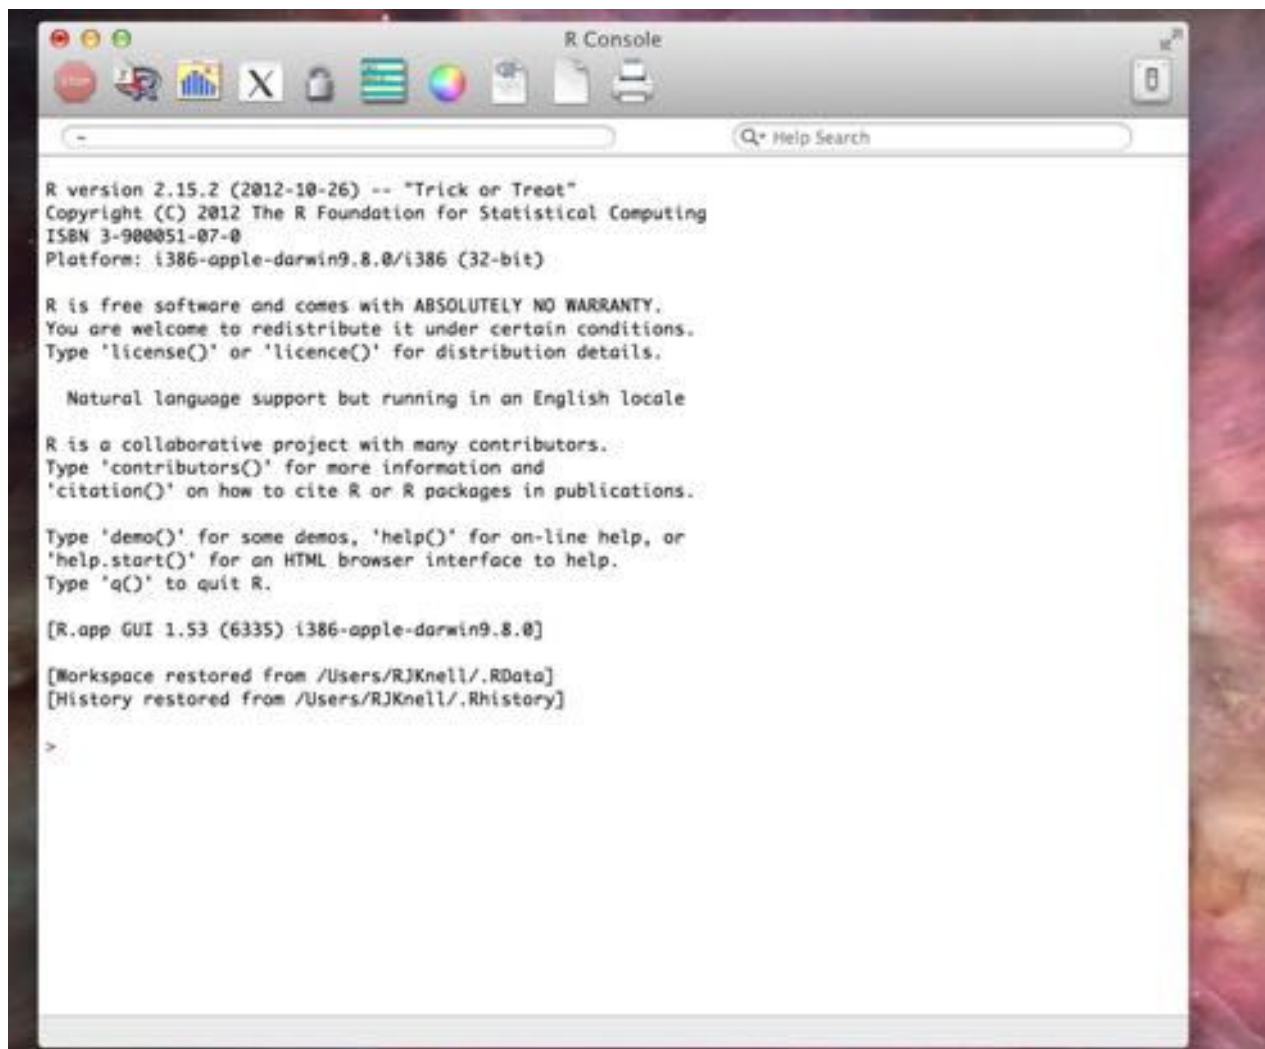 R Console
STOP
X
~
Help Search
R version 2.15.2 (2012-10-26) -- "Trick or Treat"
Copyright (C) 2012 The R Foundation for Statistical Computing
ISBN 3-900051-07-0
Platform: i386-apple-darwin9.8.0/i386 (32-bit)
R is free software and comes with ABSOLUTELY NO WARRANTY.
You are welcome to redistribute it under certain conditions.
Type 'license()' or 'licence()' for distribution details.
Natural language support but running in an English locale
R is a collaborative project with many contributors.
Type 'contributors()' for more information and
'citation()' on how to cite R or R packages in publications.
Type 'demo()' for some demos, 'help()' for on-line help, or
'help.start()' for an HTML browser interface to help.
Type 'q()' to quit R.
[R.app GUI 1.53 (6335) i386-apple-darwin9.8.0]
[Workspace restored from /Users/RJKnell/.RData]
[History restored from /Users/RJKnell/.Rhistory]
>